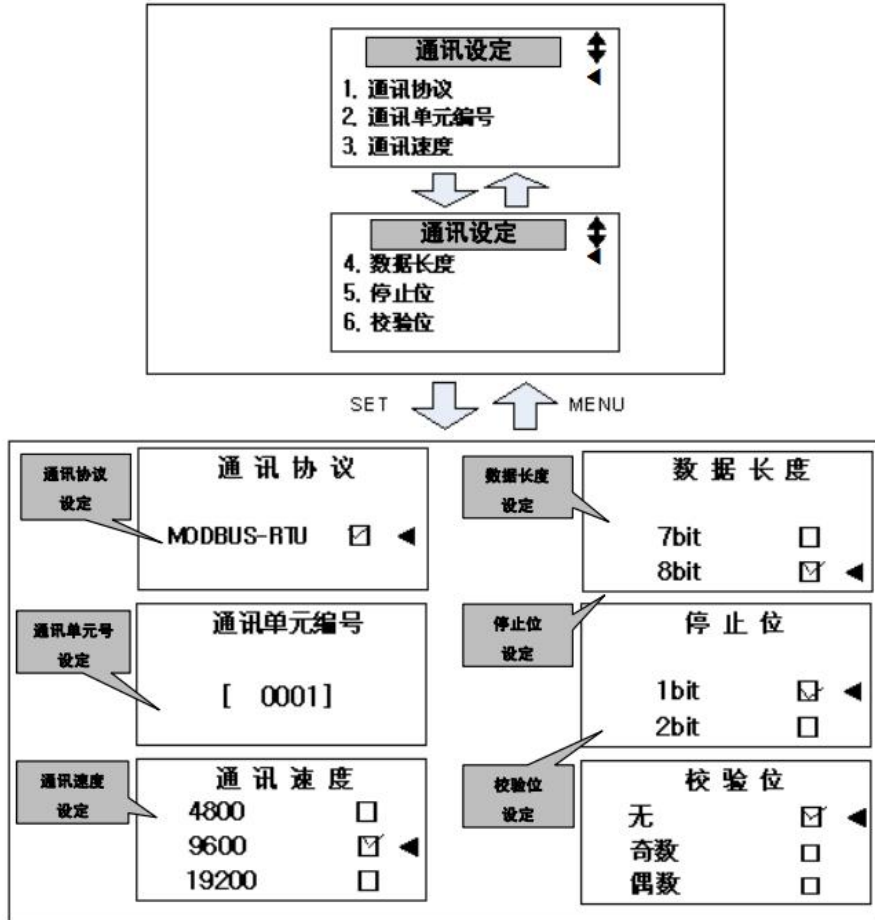 通讯设定
1. 通讯协议
2. 通讯单元编号
3. 通讯速度
通讯设定
4. 数据长度
5. 停止位
6. 校验位
SET
MENU
通讯协议
设定
通讯协议
MODBUS-RTU
通讯单元号
设定
通讯单元编号
[ 0001]
通讯速度
设定
通讯速度
4800
9600
19200
数据长度
设定
数据长度
7bit
8bit
停止位
设定
停止位
1bit
2bit
校验位
设定
校验位
无
奇数
偶数